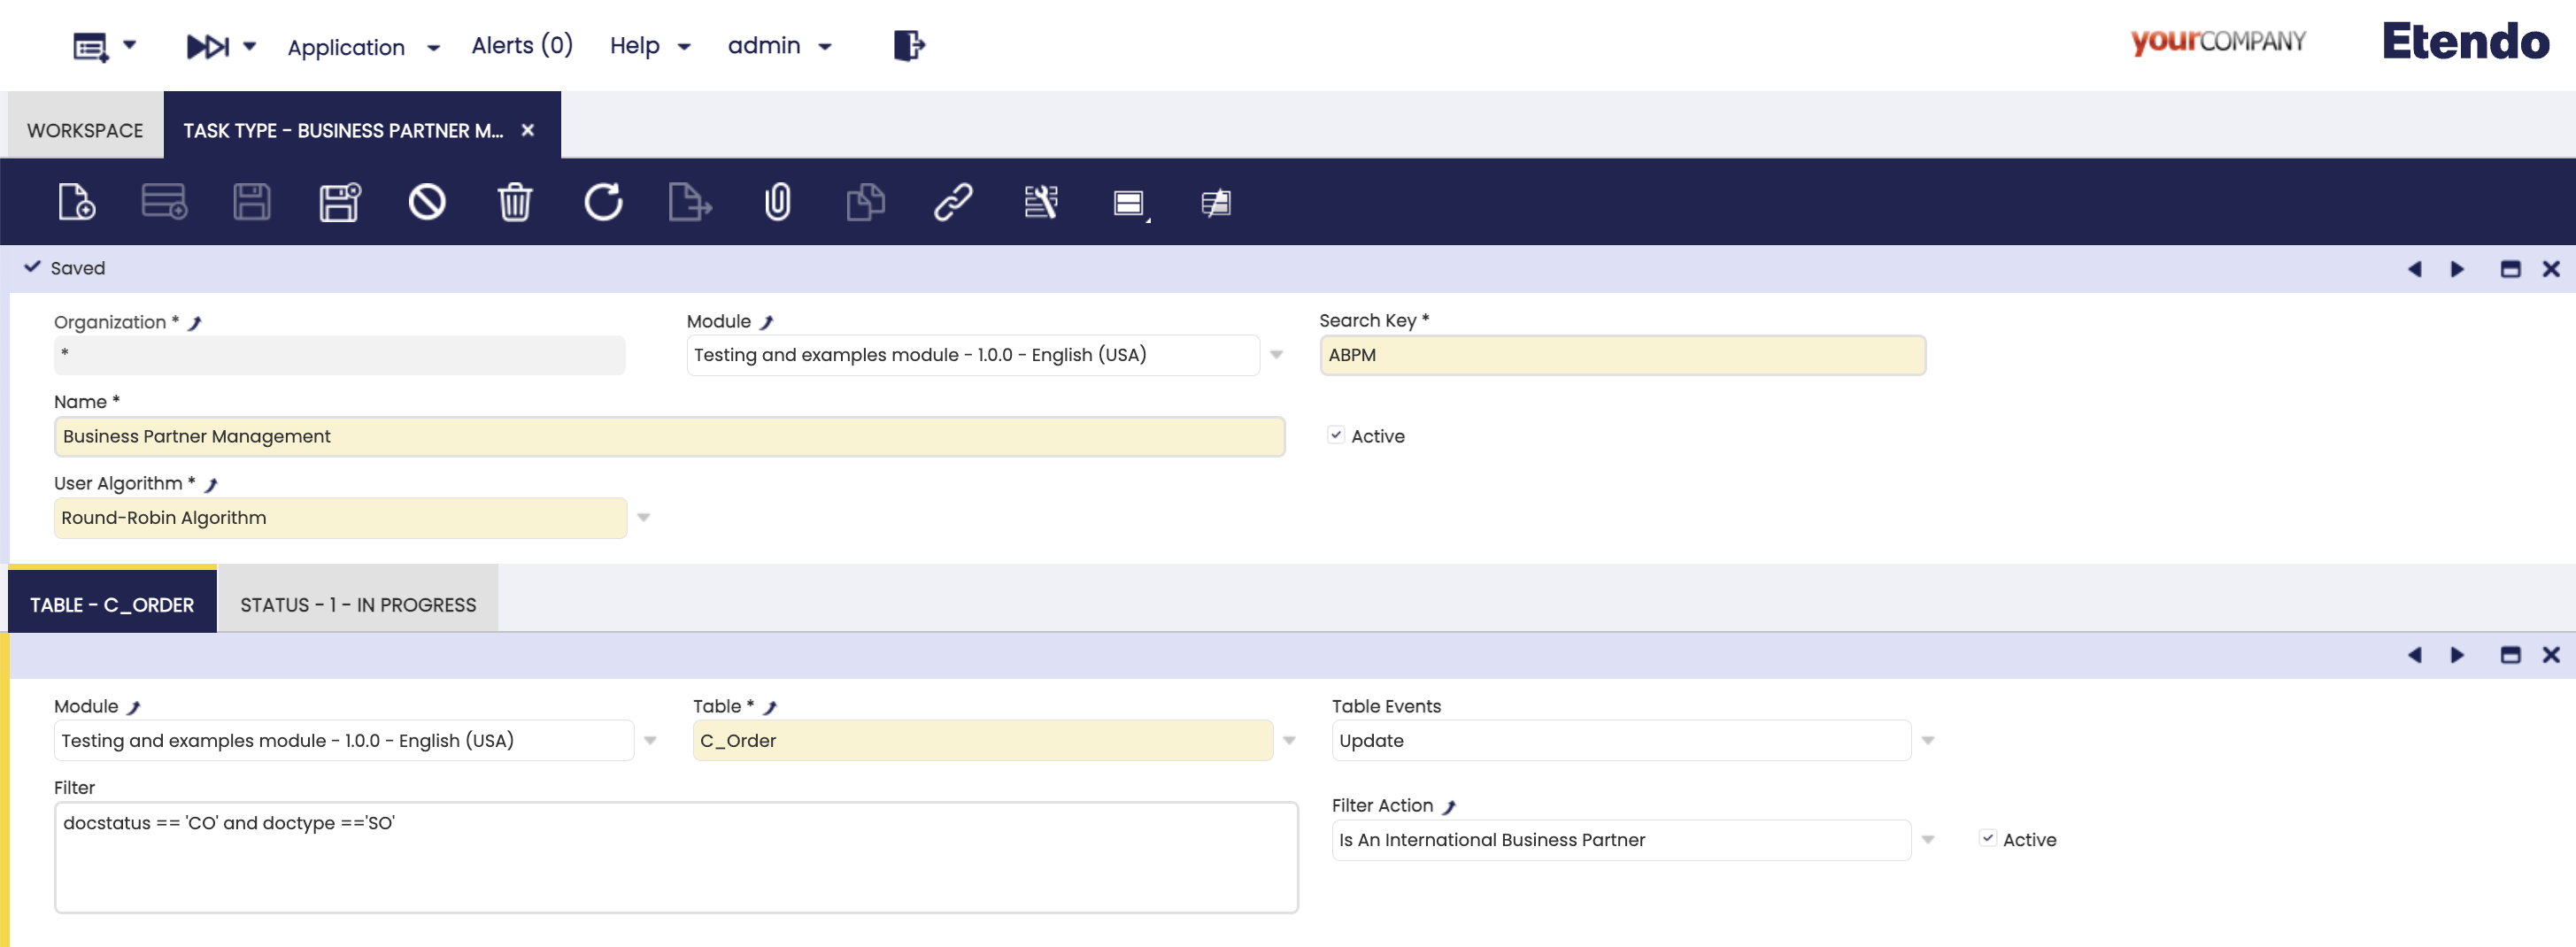 Application Alerts (0) Help admin yourCOMPANY Etendo
WORKSPACE TASK TYPE - BUSINESS PARTNER M...
Saved
Organization * Module Search Key *
* Testing and examples module - 1.0.0 - English (USA) ABPM
Name *
Business Partner Management Active
User Algorithm *
Round-Robin Algorithm
TABLE - C_ORDER STATUS - 1 - IN PROGRESS
Module Table * Table Events
Testing and examples module - 1.0.0 - English (USA) C_Order Update
Filter Filter Action
docstatus == 'CO' and doctype =='SO' Is An International Business Partner Active